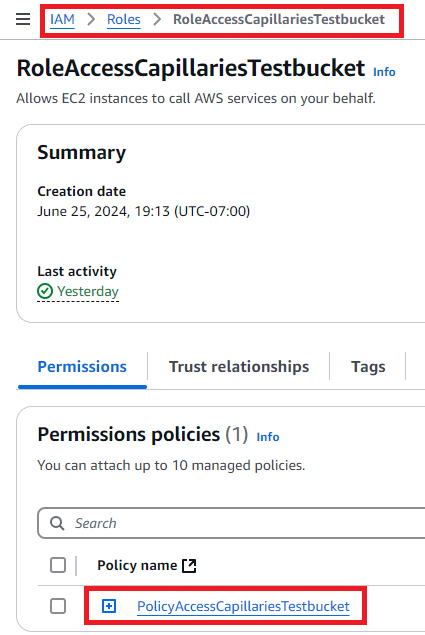 IAM > Roles > RoleAccessCapillariesTestbucket
RoleAccessCapillariesTestbucket Info
Allows EC2 instances to call AWS services on your behalf.
Summary
Creation date
June 25, 2024, 19:13 (UTC-07:00)
Last activity
Yesterday
Permissions Trust relationships Tags
Permissions policies (1) Info
You can attach up to 10 managed policies.
Search
Policy name
PolicyAccessCapillariesTestbucket